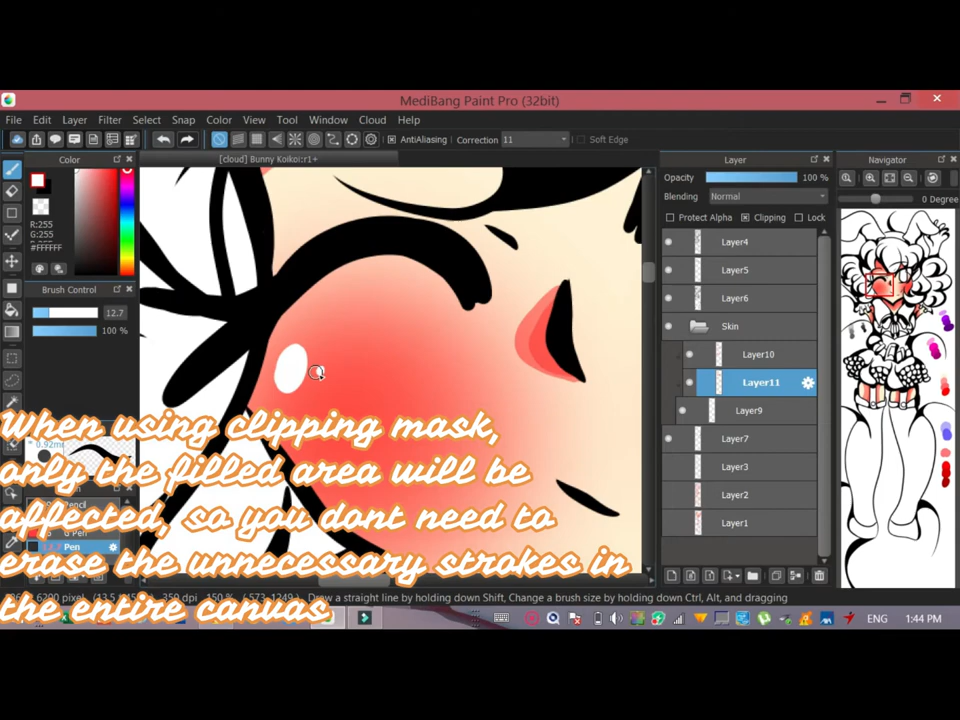 MediBang Paint Pro (32bit)
File Edit Layer Filter Select Snap Color View Tool Window Cloud Help
AntiAliasing Correction 11 Soft Edge
Color
[cloud] Bunny Koikoi::r1+
Layer
Navigator
Opacity 100 %
0 Degree
Blending Normal
R:255
G:255
#FFFFFF
Protect Alpha Clipping Lock
Layer4
Layer5
Brush Control
Layer6
12.7
100 %
Skin
Layer10
Layer11
Layer9
When using clipping mask,
only the filled area will be
affected, so you dont need to
erase the unnecessary strokes in
the entire canvas
Layer7
Layer3
Layer2
Layer1
G Pen
Pen
Draw a straight line by holding down Shift, Change a brush size by holding down Ctrl, Alt, and dragging
ENG 1:44 PM